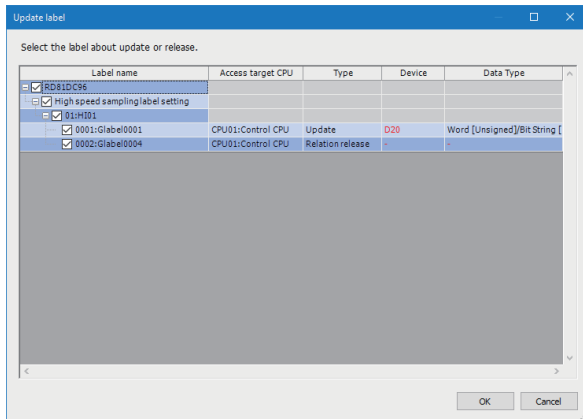 Update label
Select the label about update or release.
Label name Access target CPU Type Device Data Type
RD81DC96
High speed sampling label setting
01:HI01
0001:Glabel0001 CPU01:Control CPU Update D20 Word [Unsigned]/Bit String [
0002:Glabel0004 CPU01:Control CPU Relation release - -
OK Cancel